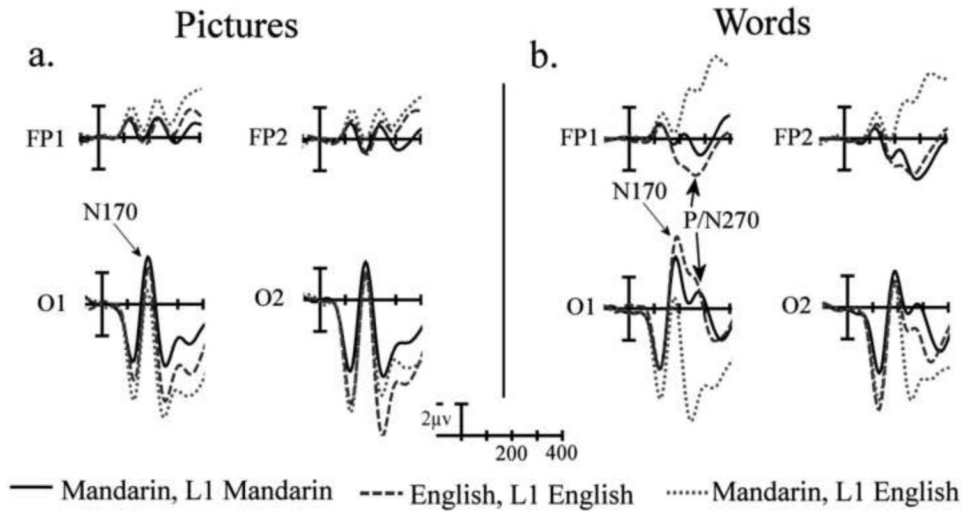 Pictures
Words
a.
b.
FP1
FP2
FP1
FP2
N170
N170
P/N270
O1
O2
O1
O2
2μv
200 400
Mandarin, L1 Mandarin
English, L1 English
Mandarin, L1 English